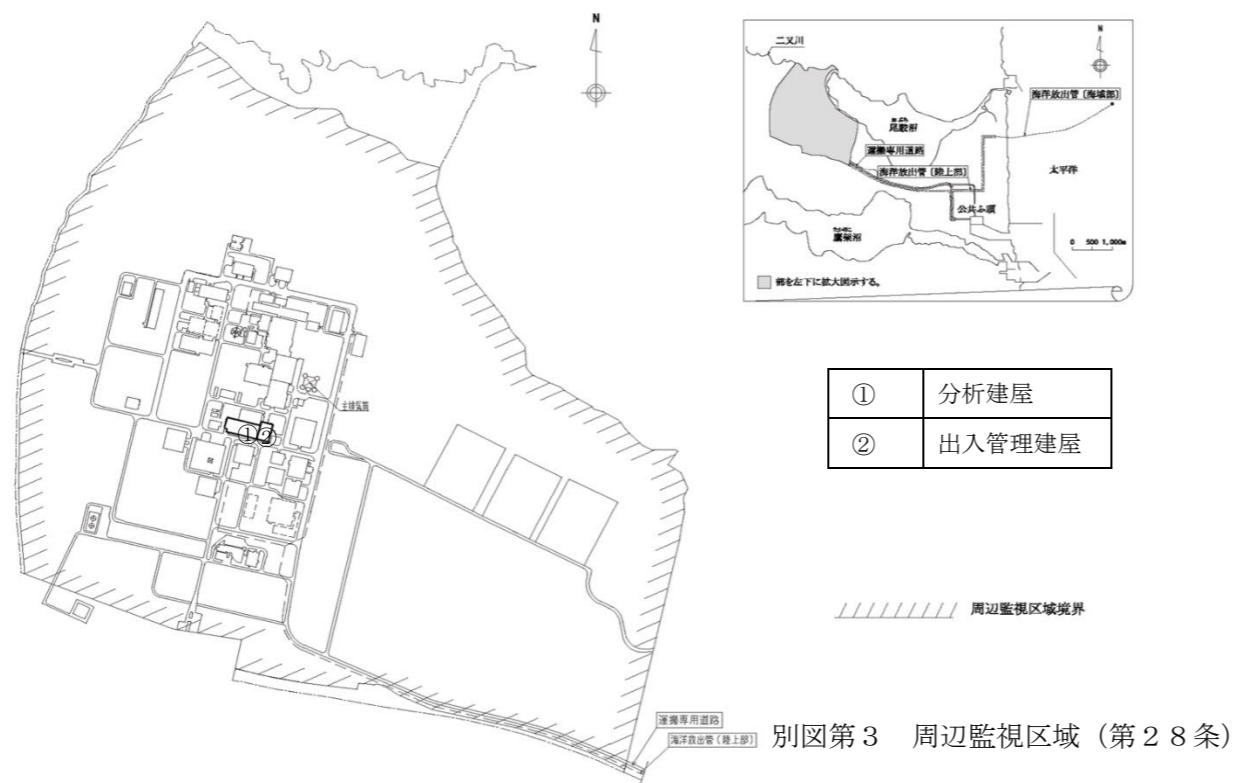 N
二又川
N
海洋放出管〔海域部〕
尾駮沼
運搬専用道路
海洋放出管〔陸上部〕
太平洋
公共ふ頭
鷹架沼
0 500 1,000m
部を左下に拡大図示する。
主排気筒
① 分析建屋
② 出入管理建屋
①②
周辺監視区域境界
運搬専用道路
海洋放出管〔陸上部〕
別図第3 周辺監視区域(第28条)